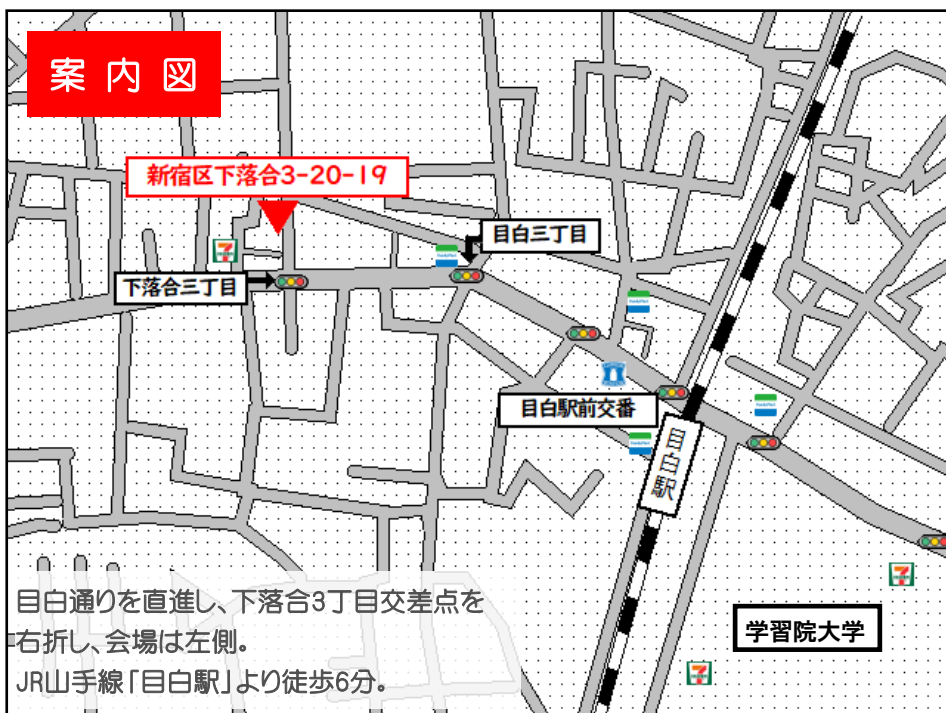 案内図
新宿区下落合3-20-19
目白三丁目
下落合三丁目
目白駅前交番
目白駅
学習院大学
目白通りを直進し、下落合3丁目交差点を
右折し、会場は左側。
JR山手線「目白駅」より徒歩6分。